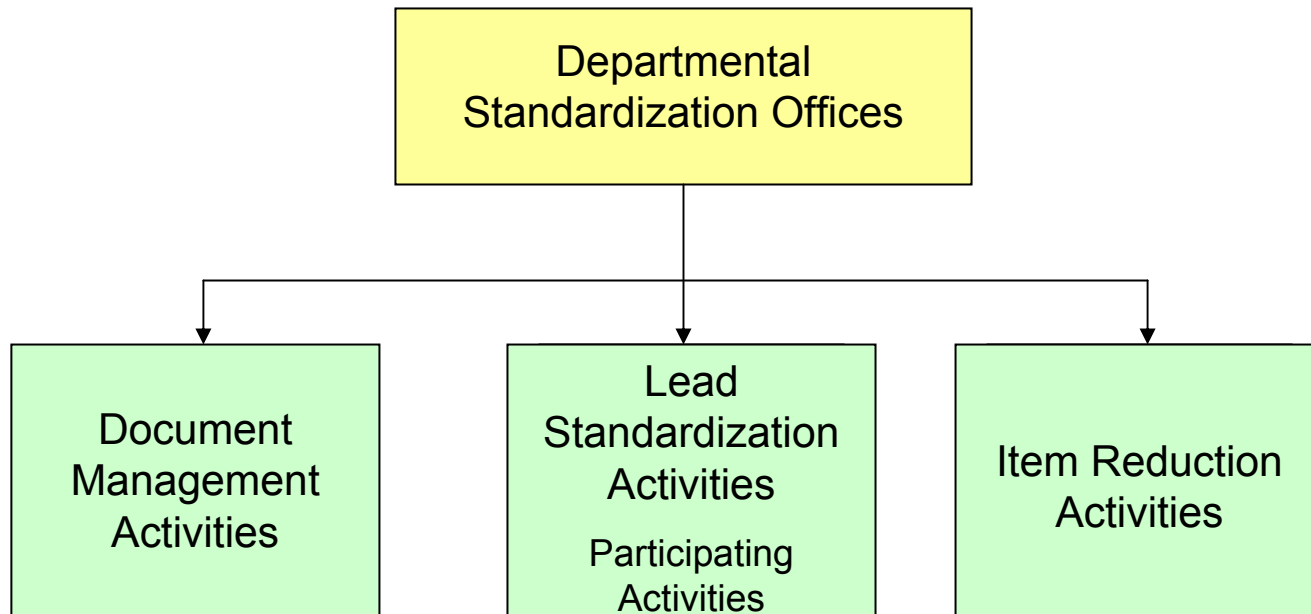 Departmental
Standardization Offices
Document
Management
Activities
Lead
Standardization
Activities
Participating
Activities
Item Reduction
Activities